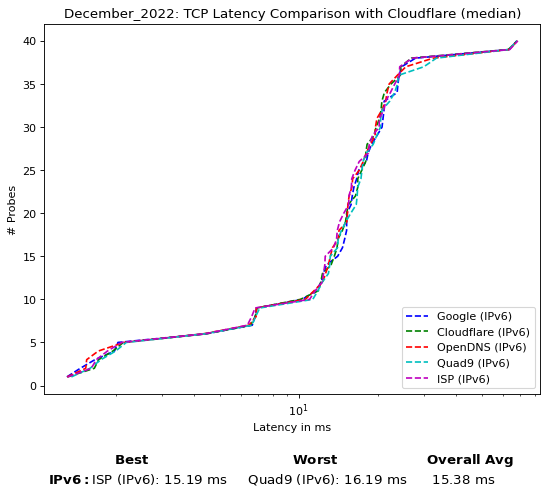 December_2022: TCP Latency Comparison with Cloudflare (median)
40
35
30
25
20
15
10
5
0
# Probes
Google (IPv6)
Cloudflare (IPv6)
OpenDNS (IPv6)
Quad9 (IPv6)
ISP (IPv6)
10¹
Latency in ms
Best Worst Overall Avg
IPv6: ISP (IPv6): 15.19 ms Quad9 (IPv6): 16.19 ms 15.38 ms